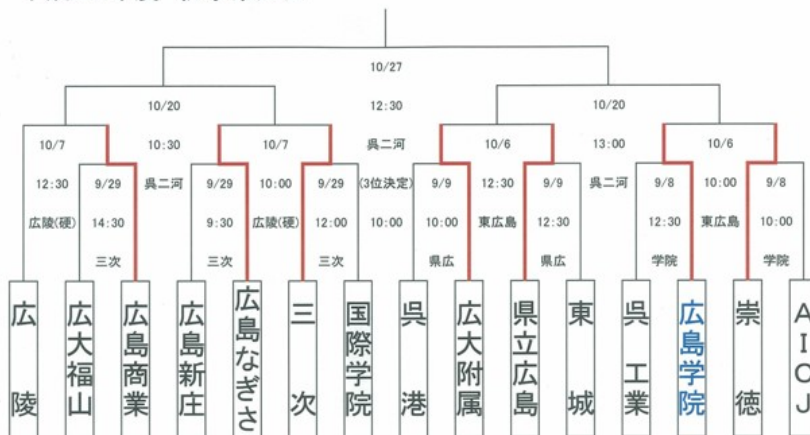 10/27
10/20 12:30 10/20
10/7 10:30 10/7 呉二河 10/6 13:00 10/6
12:30 9/29 呉二河 9/29 10:00 9/29 (3位決定) 9/9 12:30 9/9 呉二河 9/8 10:00 9/8
広陵(硬) 14:30 9:30 広陵(硬) 12:00 10:00 10:00 東広島 12:30 12:30 東広島 10:00
三次 三次 三次 県広 県広 学院 学院
広陵
広大福山
広島商業
広島新庄
広島なぎさ
三次
国際学院
呉港
広大附属
県立広島
東城
呉工業
広島学院
崇徳
AICJ